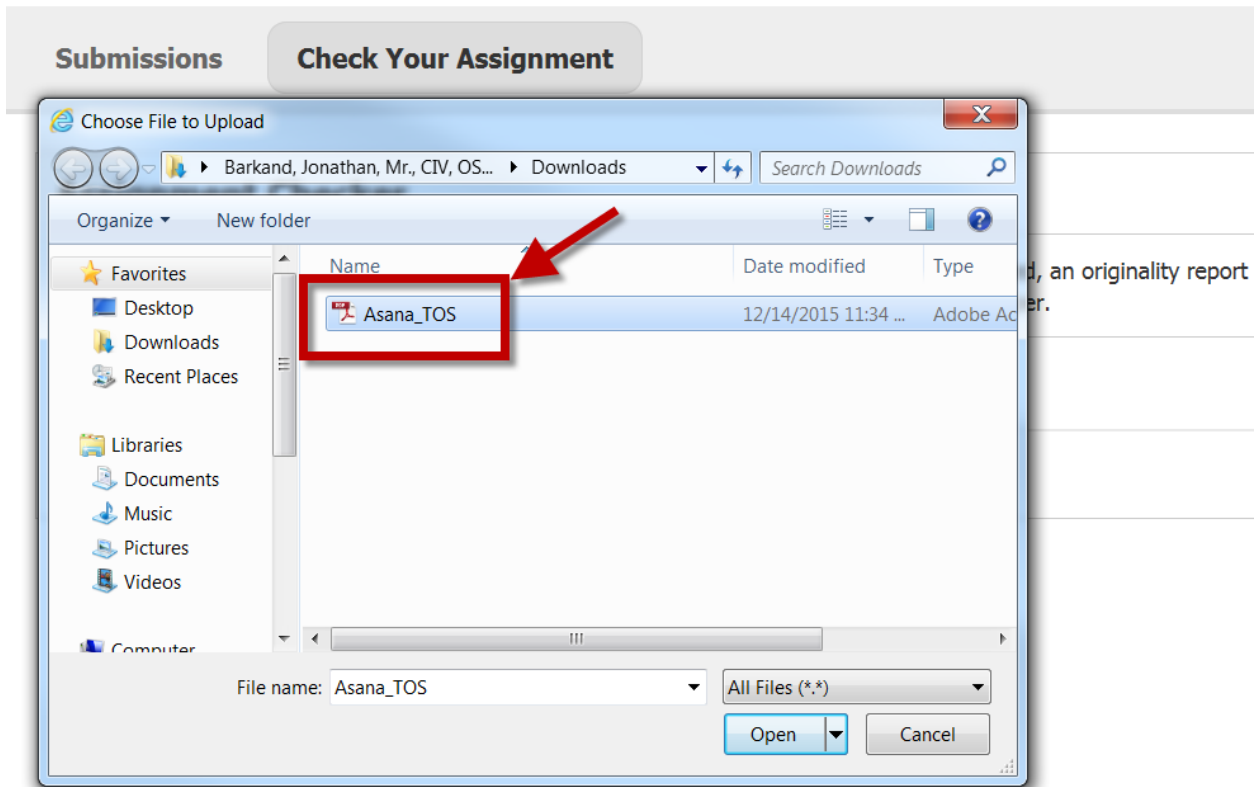 Submissions Check Your Assignment
Choose File to Upload
Barkand, Jonathan, Mr., CIV, OS... Downloads Search Downloads
Assignment Checker
Organize New folder
Name Date modified Type
Favorites
Desktop
Downloads
Recent Places
Libraries
Documents
Music
Pictures
Videos
Computer
Asana_TOS 12/14/2015 11:34 ... Adobe Ac
, an originality report
er.
File name: Asana_TOS All Files (*.*)
Open Cancel